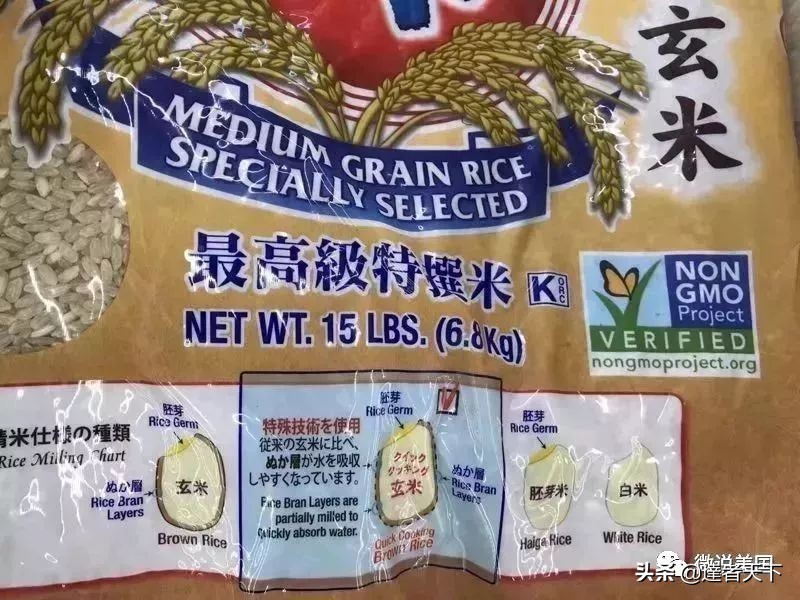 玄米
MEDIUM GRAIN RICE
SPECIALLY SELECTED
最高級特撰米
K
ORC
NET WT. 15 LBS. (6.8Kg)
NON
GMO
Project
VERIFIED
nongmoproject.org
精米仕様の種類
Rice Milling Chart
胚芽
Rice Germ
ぬか層
Rice Bran
Layers
玄米
Brown Rice
特殊技術を使用
従来の玄米に比べ、
ぬか層が水を吸収
しやすくなっています。
Rice Bran Layers are
partially milled to
quickly absorb water.
胚芽
Rice Germ
クイック
クッキング
玄米
ぬか層
Rice Bran
Layers
Quick Cooking
Brown Rice
胚芽
Rice Germ
胚芽米
Haiga Rice
白米
White Rice
微说美国
头条@達者天下